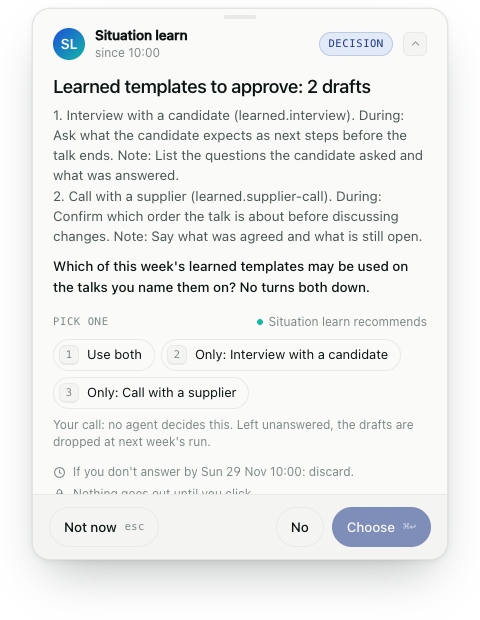 SL
Situation learn
since 10:00
DECISION
Learned templates to approve: 2 drafts
1. Interview with a candidate (learned.interview). During:
Ask what the candidate expects as next steps before the
talk ends. Note: List the questions the candidate asked and
what was answered.
2. Call with a supplier (learned.supplier-call). During:
Confirm which order the talk is about before discussing
changes. Note: Say what was agreed and what is still open.
Which of this week's learned templates may be used on
the talks you name them on? No turns both down.
PICK ONE
Situation learn recommends
1 Use both
2 Only: Interview with a candidate
3 Only: Call with a supplier
Your call: no agent decides this. Left unanswered, the drafts are
dropped at next week's run.
If you don't answer by Sun 29 Nov 10:00: discard.
Nothing goes out until you click
Not now esc
No
Choose ⌘↩